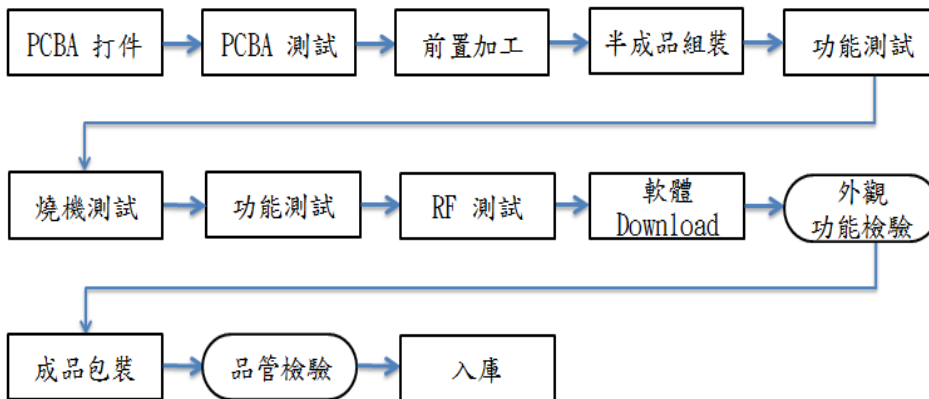 PCBA 打件
PCBA 測試
前置加工
半成品組裝
功能測試
燒機測試
功能測試
RF 測試
軟體
Download
外觀
功能檢驗
成品包裝
品管檢驗
入庫